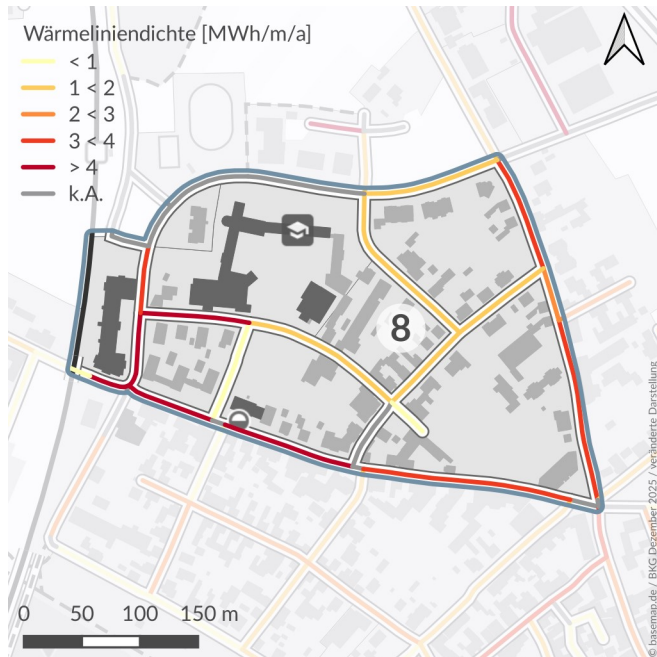 Wärmeliniendichte [MWh/m/a]
< 1
1 < 2
2 < 3
3 < 4
> 4
k.A.
8
0 50 100 150 m
© basemap.de / BKG Dezember 2025 / veränderte Darstellung